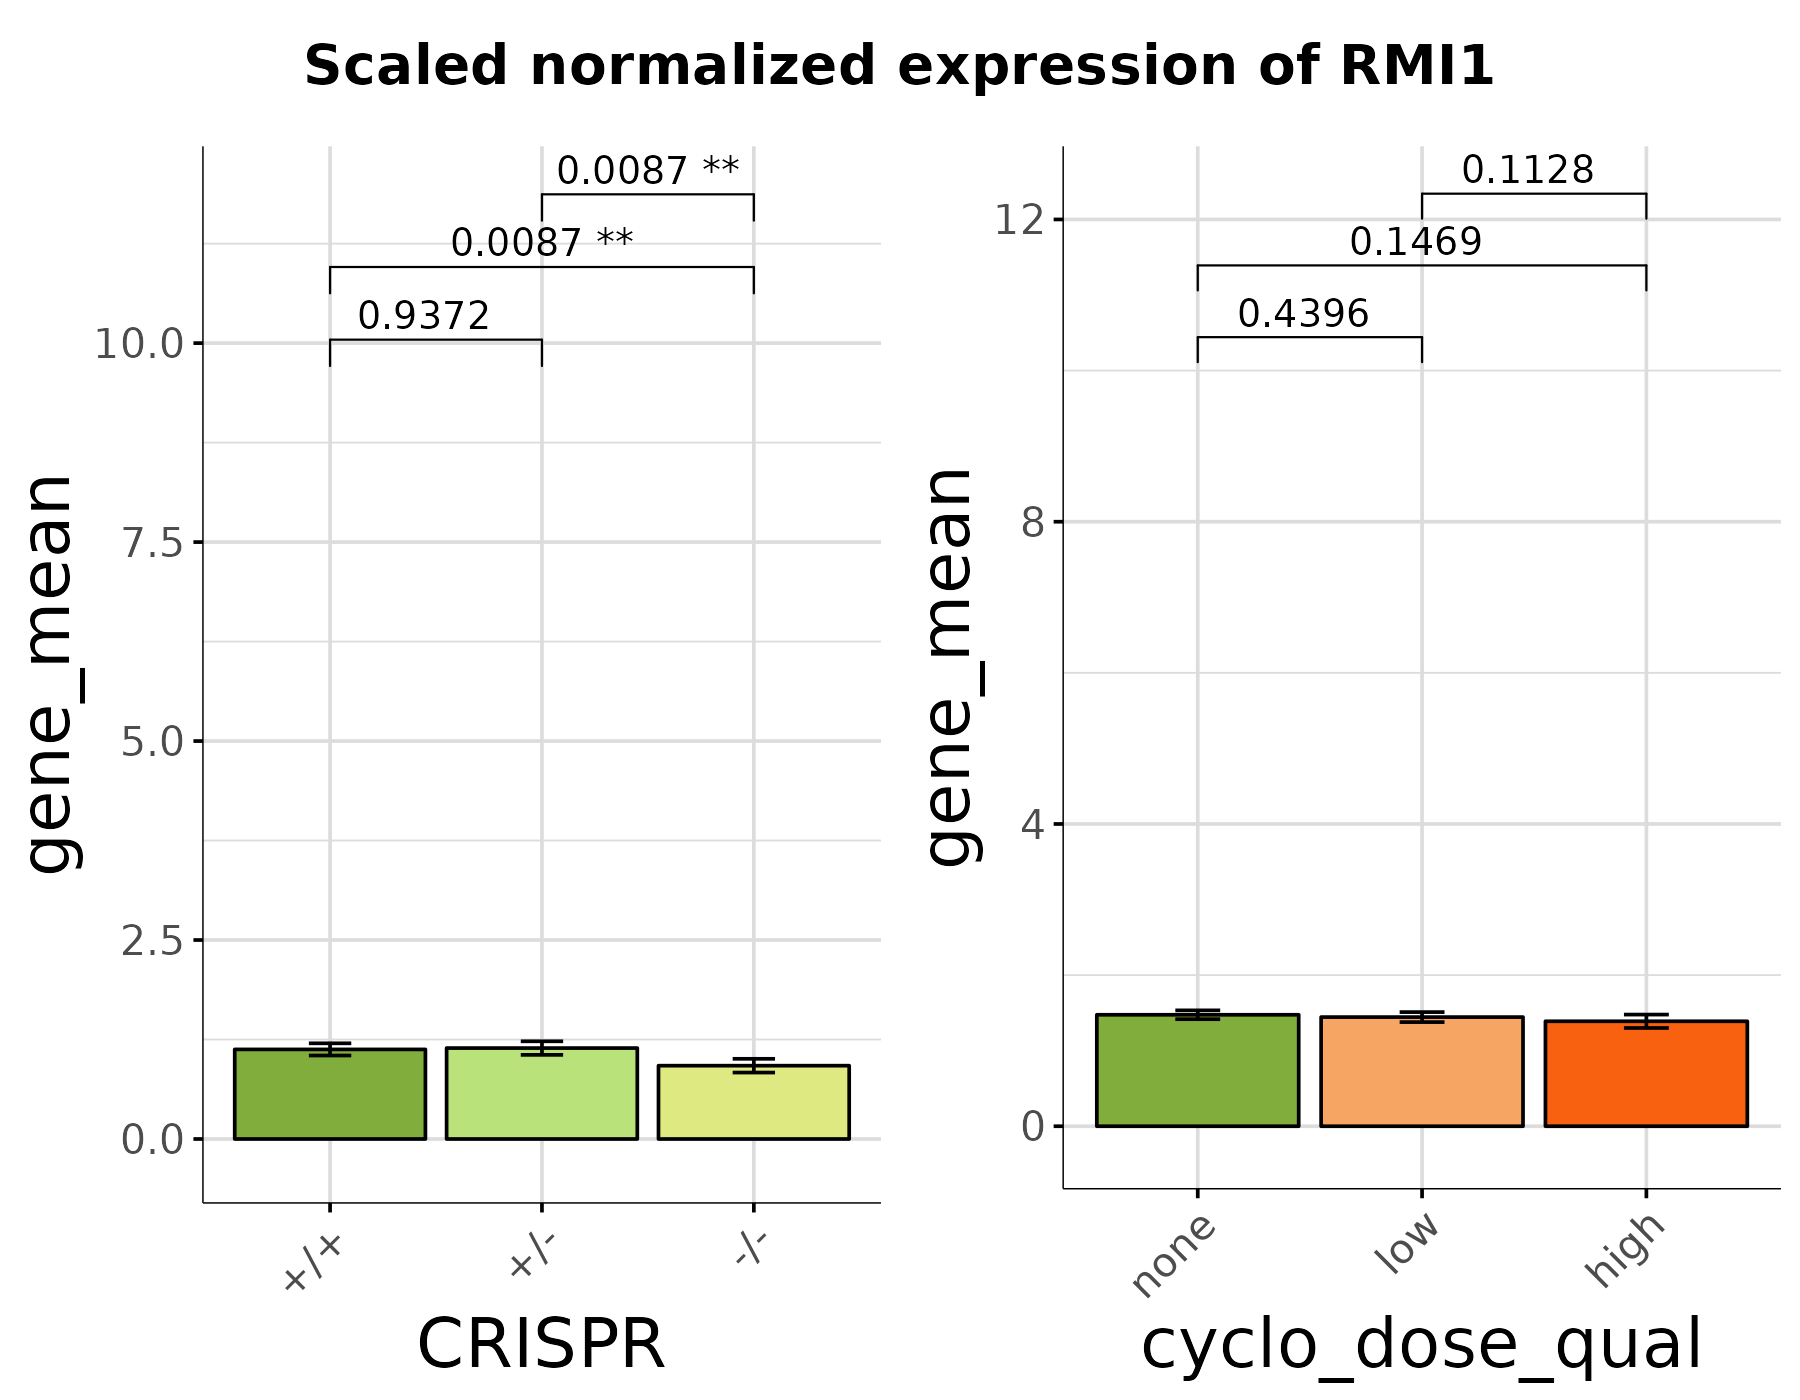 Scaled normalized expression of RMI1
gene_mean
0.0087 **
0.0087 **
0.9372
10.0
7.5
5.0
2.5
0.0
+/+
+/-
-/-
CRISPR
gene_mean
0.1128
0.1469
0.4396
12
8
4
0
none
low
high
cyclo_dose_qual